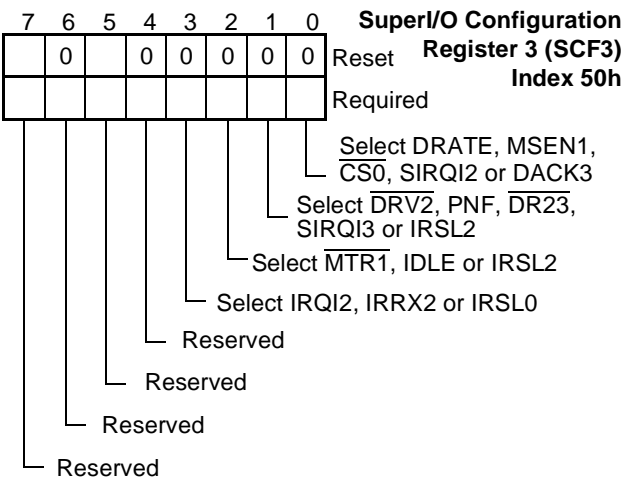 7 6 5 4 3 2 1 0 SuperI/O Configuration
0 0 0 0 0 0 Reset Register 3 (SCF3)
Index 50h
Required
Select DRATE, MSEN1,
CS0, SIRQI2 or DACK3
Select DRV2, PNF, DR23,
SIRQI3 or IRSL2
Select MTR1, IDLE or IRSL2
Select IRQI2, IRRX2 or IRSL0
Reserved
Reserved
Reserved
Reserved